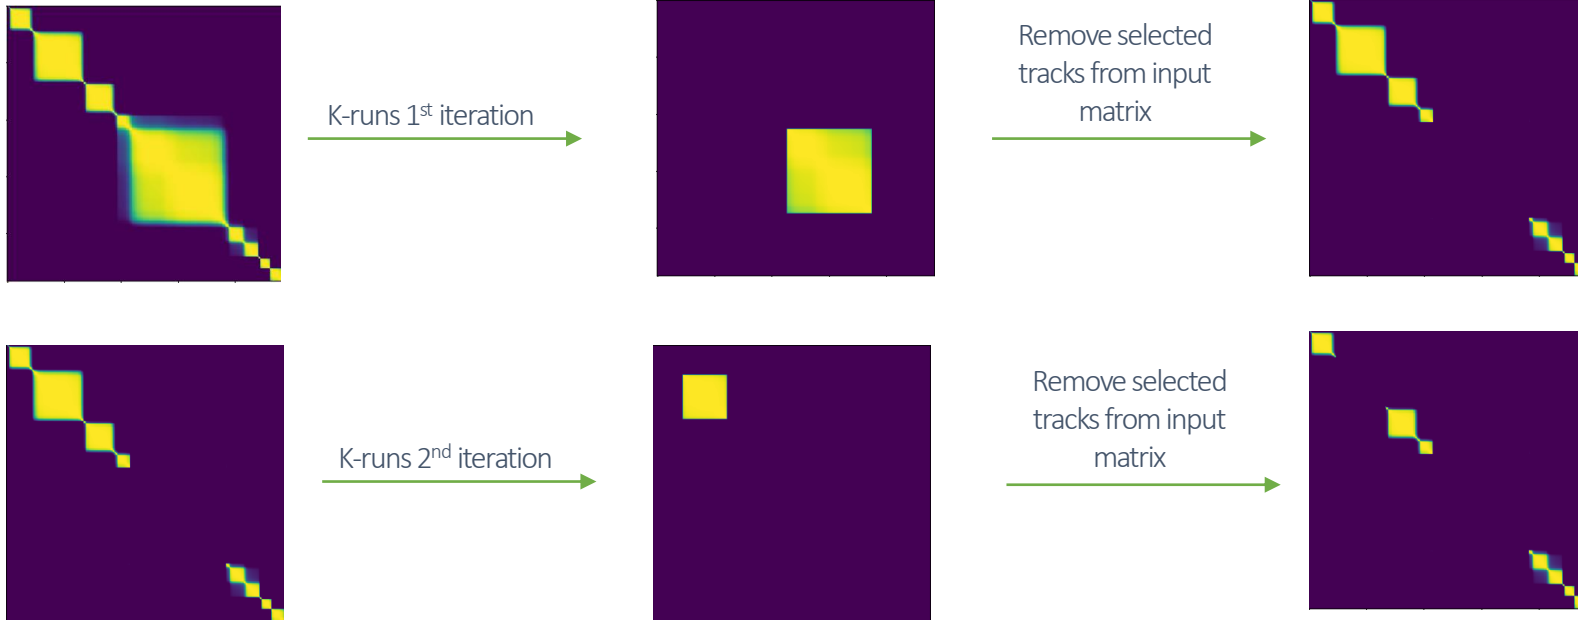 K-runs 1st iteration
Remove selected
tracks from input
matrix
K-runs 2nd iteration
Remove selected
tracks from input
matrix